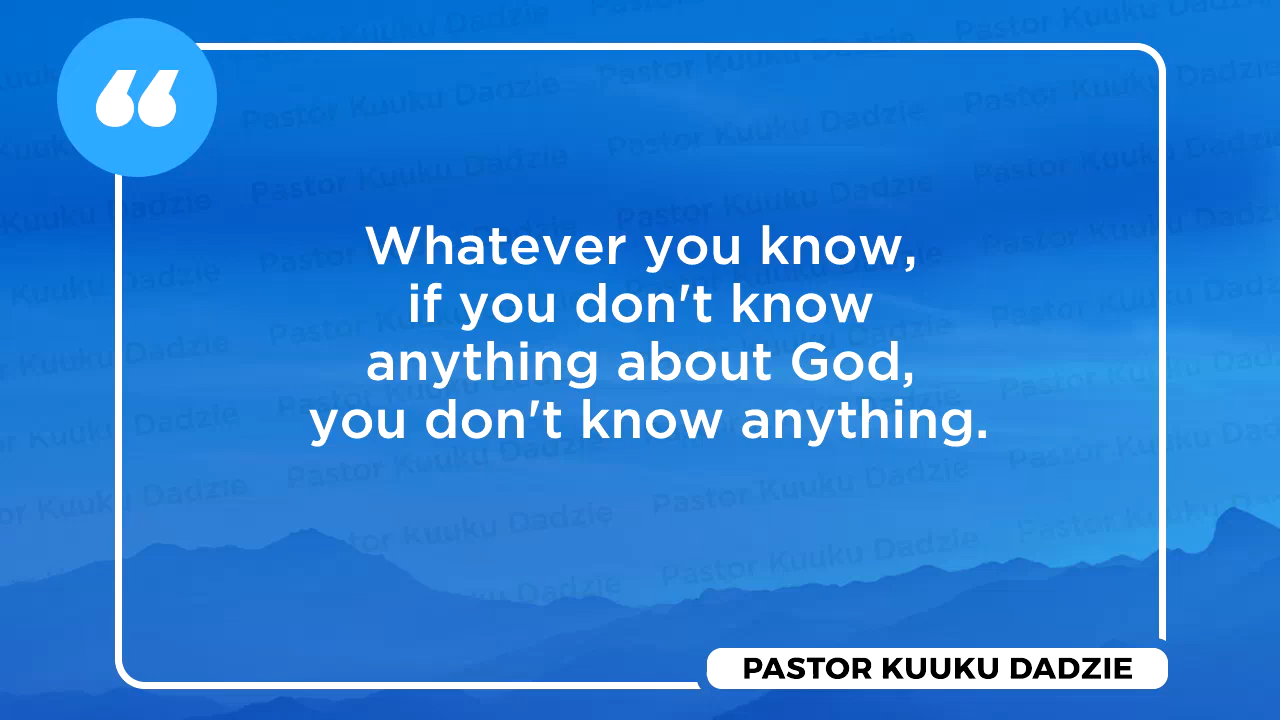 Whatever you know,
if you don't know
anything about God,
you don't know anything.
PASTOR KUUKU DADZIE